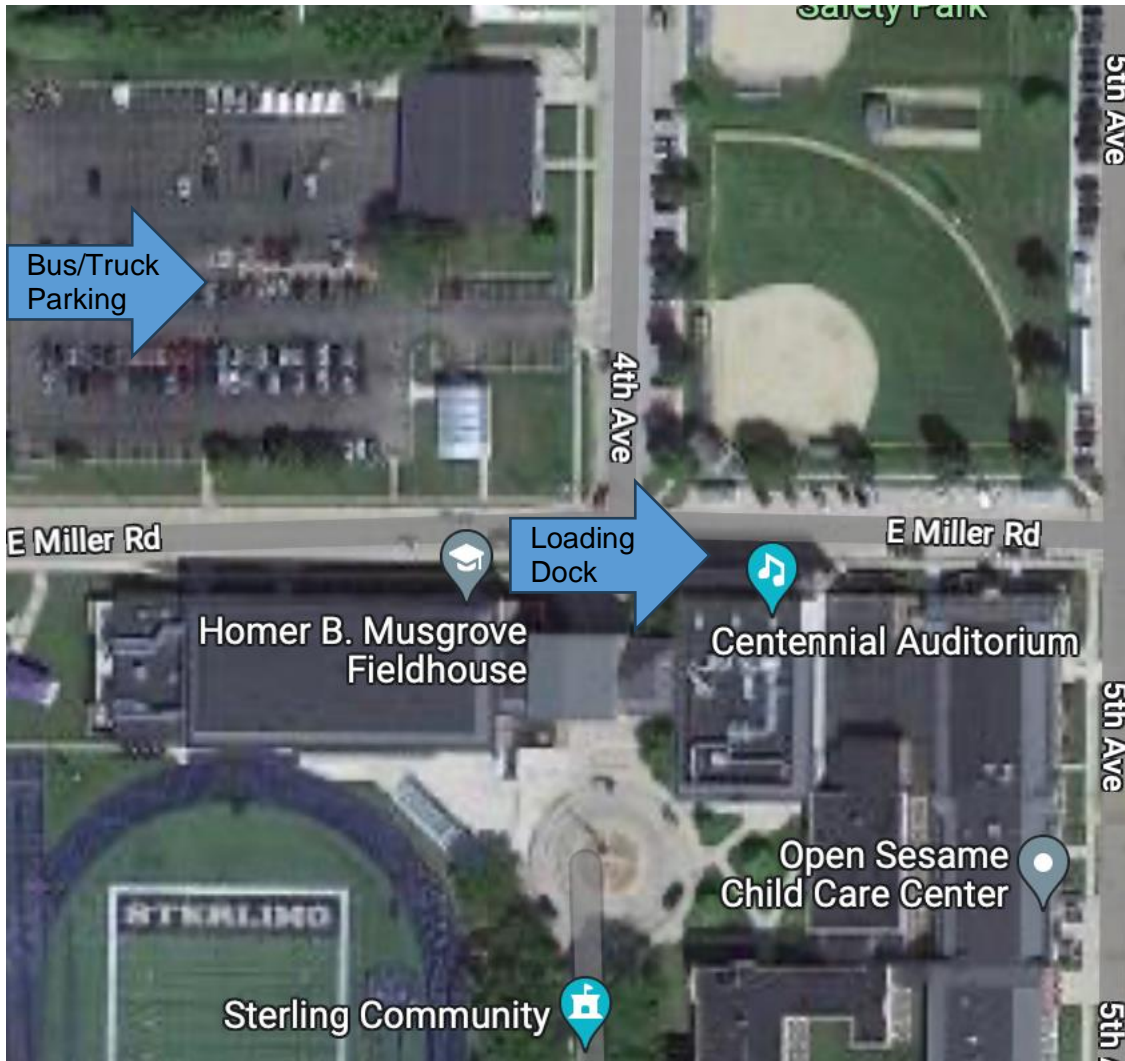 Safety Park
5th Ave
Bus/Truck
Parking
4th Ave
E Miller Rd
Loading
Dock
E Miller Rd
Homer B. Musgrove
Fieldhouse
Centennial Auditorium
5th Ave
Open Sesame
Child Care Center
STERLING
Sterling Community
5th